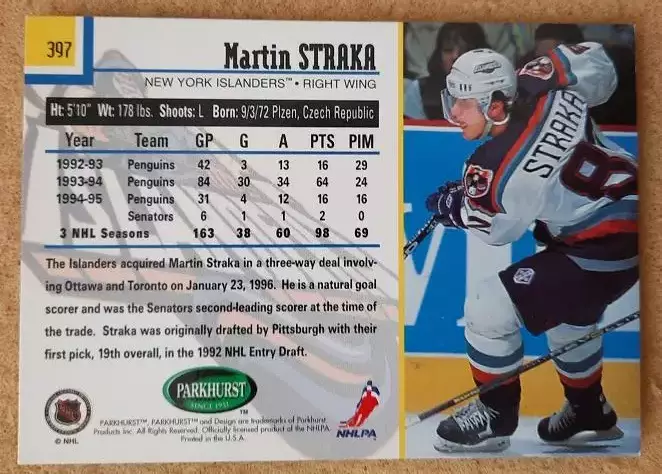 397
Martin STRAKA
NEW YORK ISLANDERS™ • RIGHT WING
Ht: 5'10" Wt: 178 lbs. Shoots: L Born: 9/3/72 Plzen, Czech Republic
Year Team GP G A PTS PIM
1992-93 Penguins 42 3 13 16 29
1993-94 Penguins 84 30 34 64 24
1994-95 Penguins 31 4 12 16 16
Senators 6 1 1 2 0
3 NHL Seasons 163 38 60 98 69
The Islanders acquired Martin Straka in a three-way deal involv-
ing Ottawa and Toronto on January 23, 1996. He is a natural goal
scorer and was the Senators second-leading scorer at the time of
the trade. Straka was originally drafted by Pittsburgh with their
first pick, 19th overall, in the 1992 NHL Entry Draft.
PARKHURST
SINCE 1951
™
NHL
© NHL
PARKHURST™, PARKHURST™ and Design are trademarks of Parkhurst
Products Inc. All Rights Reserved. Officially licensed product of the NHLPA.
Printed in the U.S.A.
NHLPA
STRAKA
8